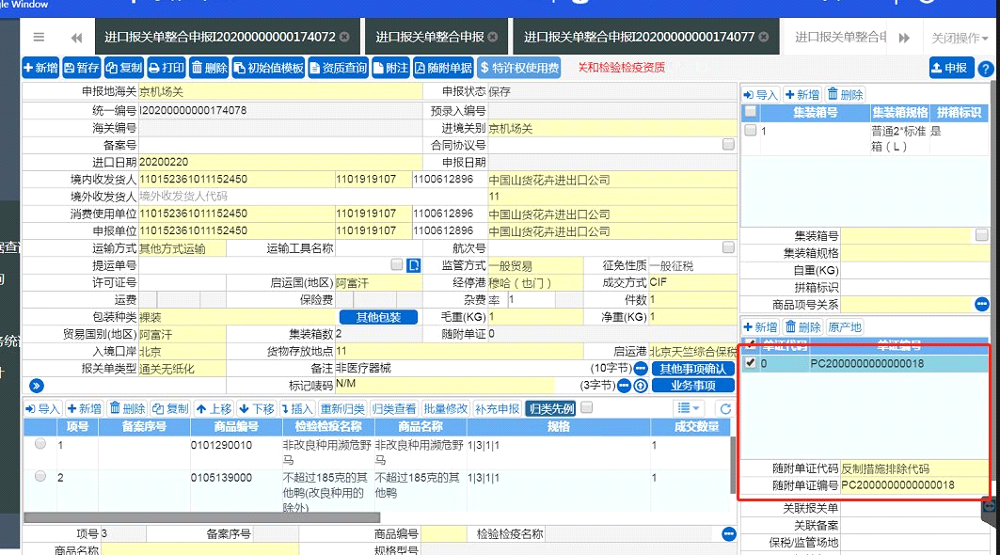 gle Window
进口报关单整合申报I20200000000174072 进口报关单整合申报 进口报关单整合申报I20200000000174077 进口报关单整合申 关闭操作
新增 暂存 复制 打印 删除 初始值模板 资质查询 附注 随附单据 $ 特许权使用费 关和检验检疫资质 申报 ?
申报地海关 京机场关 申报状态 保存
统一编号 I20200000000174078 预录入编号
海关编号 进境关别 京机场关
备案号 合同协议号
进口日期 20200220 申报日期
境内收发货人 110152361011152450 1101919107 1100612896 中国山货花卉进出口公司
境外收发货人 境外收发货人代码 11
消费使用单位 110152361011152450 1101919107 1100612896 中国山货花卉进出口公司
申报单位 110152361011152450 1101919107 1100612896 中国山货花卉进出口公司
运输方式 其他方式运输 运输工具名称 航次号
提运单号 监管方式 一般贸易 征免性质 一般征税
许可证号 启运国(地区) 阿富汗 经停港 穆哈（也门） 成交方式 CIF
运费 保险费 杂费 率 1 件数 1
包装种类 裸装 其他包装 毛重(KG) 1 净重(KG) 1
贸易国别(地区) 阿富汗 集装箱数 2 随附单证 0
入境口岸 北京 货物存放地点 11 启运港 北京天竺综合保税
报关单类型 通关无纸化 备注 非医疗器械 (10字节) 其他事项确认
标记唛码 N/M (3字节) 业务事项
导入 新增 删除 复制 上移 下移 插入 重新归类 归类查看 批量修改 补充申报 归类先例
项号 备案序号 商品编号 检验检疫名称 商品名称 规格 成交数量
1 0101290010 非改良种用濒危野马 非改良种用濒危野马 1|3|1|1 1
2 0105139000 不超过185克的其他鸭(改良种用的除外) 不超过185克的其他鸭 1|3|1|1 1
项号 3 备案序号 商品编号 检验检疫名称
商品名称 规格型号
导入 新增 删除
集装箱号 集装箱规格 拼箱标识
1 普通2*标准箱（L） 是
集装箱号
集装箱规格
自重(KG)
拼箱标识
商品项号关系
新增 删除 原产地
单证代码 单证编号
0 PC2000000000000018
随附单证代码 反制措施排除代码
随附单证编号 PC2000000000000018
关联报关单
关联备案
保税/监管场地